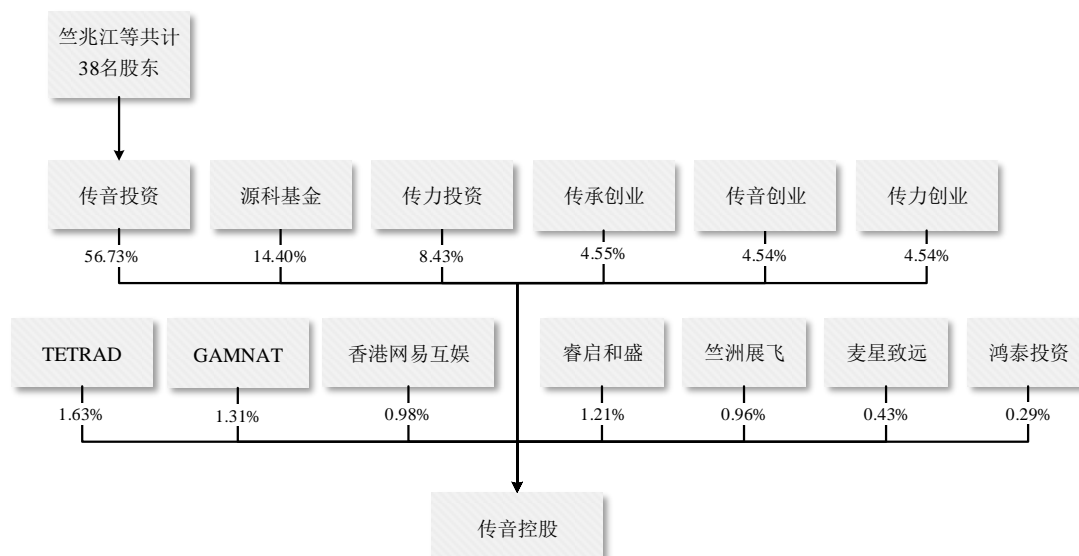 竺兆江等共计
38名股东
传音投资
源科基金
传力投资
传承创业
传音创业
传力创业
56.73%
14.40%
8.43%
4.55%
4.54%
4.54%
TETRAD
GAMNAT
香港网易互娱
睿启和盛
竺洲展飞
麦星致远
鸿泰投资
1.63%
1.31%
0.98%
1.21%
0.96%
0.43%
0.29%
传音控股